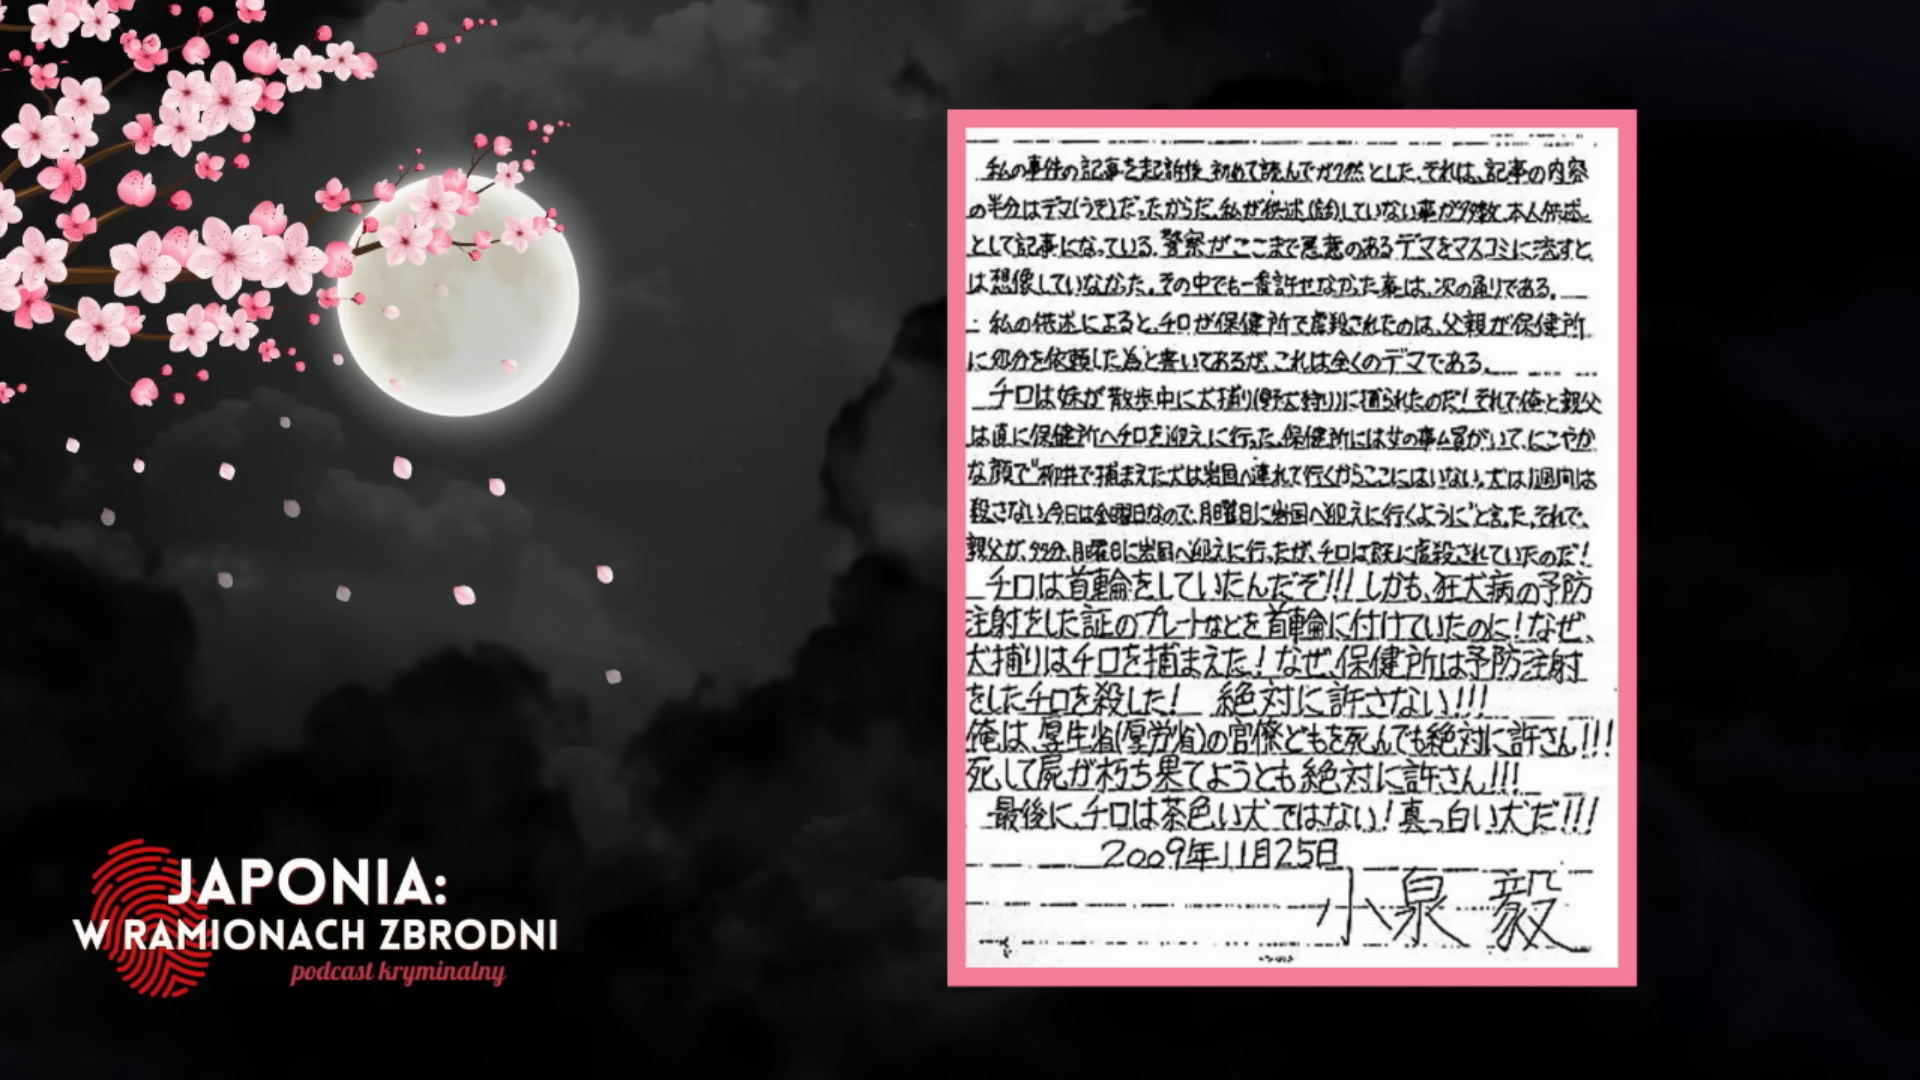 私の事件の記事を起訴後、初めて読んでガク然とした。それは、記事の内容
の半分はデマ(うそ)だったからだ。私が供述(話)していない事が多数、本人供述
として記事になっている。警察がここまで悪意のあるデマをマスコミに流すと
は想像していなかった。その中でも一番許せなかった事は、次の通りである。
私の供述によると、チロが保健所で虐殺されたのは、父親が保健所
に処分を依頼した為と書いてあるが、これは全くのデマである。
チロは妹が散歩中に犬捕り(野犬狩り)に捕られたのだ!それで俺と親父
は直に保健所へチロを迎えに行った。保健所には女の事ム員がいて、にこやか
な顔で"柳井で捕まえた犬は岩国へ連れて行くからここにはいない。犬は1週間は
殺さない。今日は金曜日なので、月曜日に岩国へ迎えに行くように"と言った。それで、
親父が、月曜日に岩国へ迎えに行ったが、チロは既に虐殺されていたのだ!
チロは首輪をしていたんだぞ!!! しかも、狂犬病の予防
注射をした証のプレートなどを首輪に付けていたのに!なぜ、
犬捕りはチロを捕まえた!なぜ、保健所は予防注射
をしたチロを殺した! 絶対に許さない!!!
俺は、厚生省(厚労省)の官僚どもを死んでも絶対に許さん!!!
死して屍が朽ち果てようとも絶対に許さん!!!
最後に、チロは茶色い犬ではない!真っ白い犬だ!!!
2009年11月25日
小泉 毅
JAPONIA:
W RAMIONACH ZBRODNI
podcast kryminalny